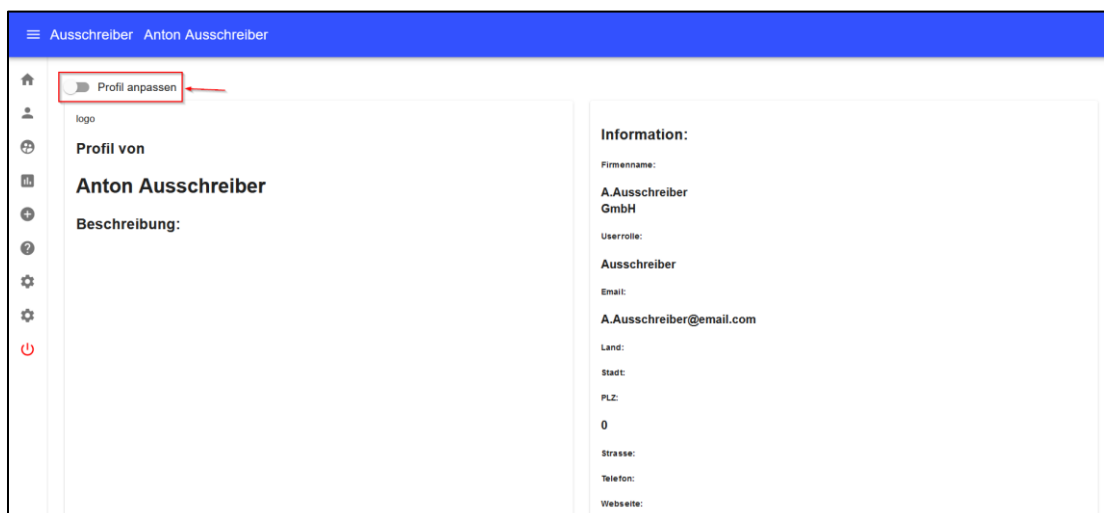 Ausschreiber Anton Ausschreiber
Profil anpassen
logo
Profil von
Anton Ausschreiber
Beschreibung:
Information:
Firmenname:
A.Ausschreiber
GmbH
Userrolle:
Ausschreiber
Email:
A.Ausschreiber@email.com
Land:
Stadt:
PLZ:
0
Strasse:
Telefon:
Webseite: